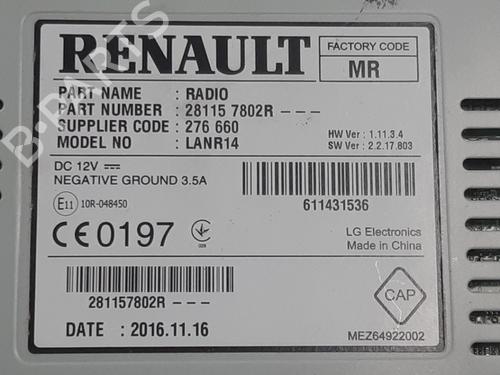 RENAULT
FACTORY CODE
MR
PART NAME : RADIO
PART NUMBER : 28115 7802R - - -
SUPPLIER CODE : 276 660
MODEL NO : LANR14
HW Ver : 1.11.3.4
SW Ver : 2.2.17.803
DC 12V
NEGATIVE GROUND 3.5A
611431536
E11 10R-048450
CE0197
LG Electronics
Made in China
281157802R - - -
CAP
DATE : 2016.11.16
MEZ64922002
B-PARTS